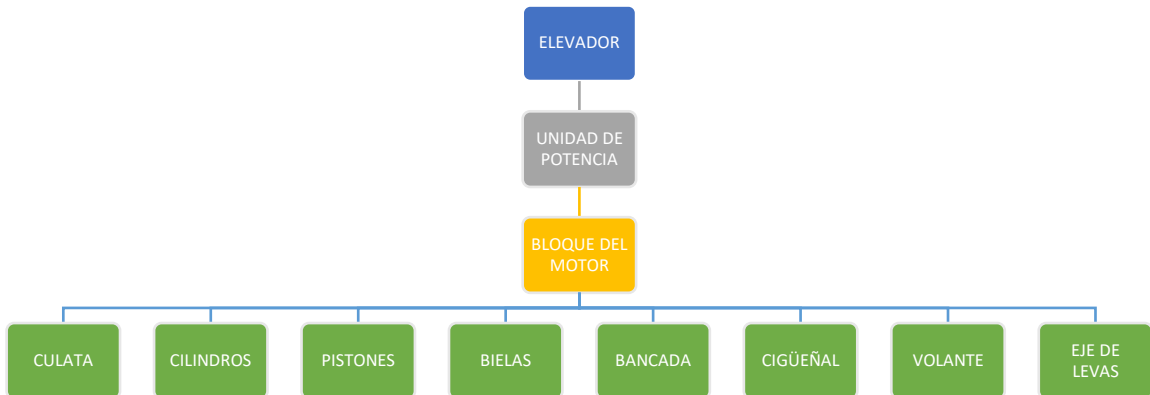 ELEVADOR
UNIDAD DE
POTENCIA
BLOQUE DEL
MOTOR
CULATA
CILINDROS
PISTONES
BIELAS
BANCADA
CIGÜEÑAL
VOLANTE
EJE DE
LEVAS